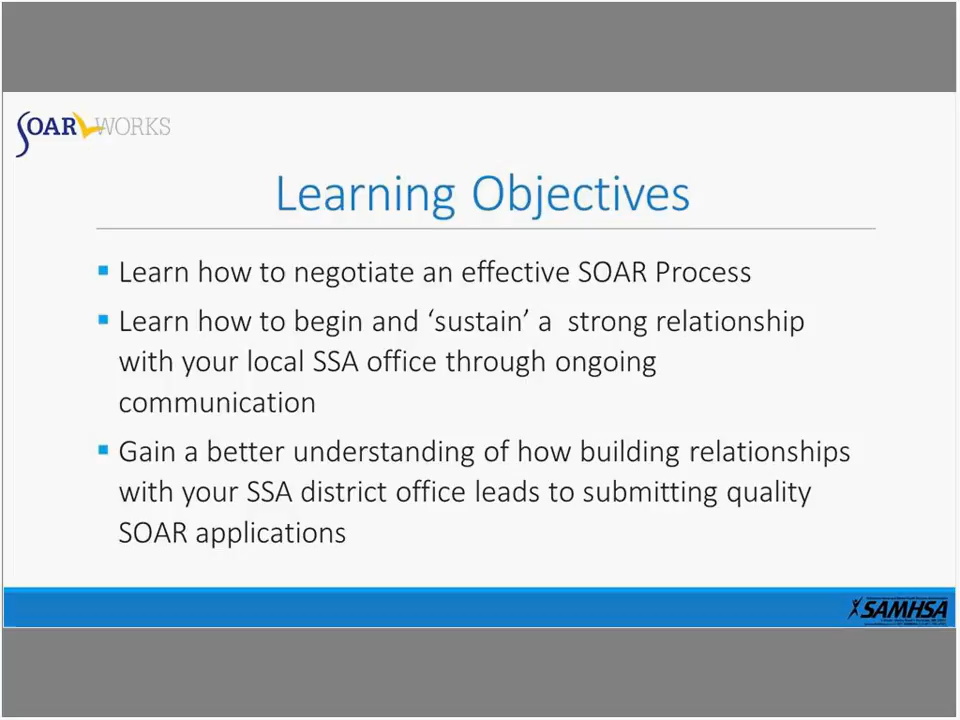 SOAR WORKS
Learning Objectives
▪ Learn how to negotiate an effective SOAR Process
▪ Learn how to begin and ‘sustain’ a  strong relationship
with your local SSA office through ongoing
communication
▪ Gain a better understanding of how building relationships
with your SSA district office leads to submitting quality
SOAR applications
SAMHSA